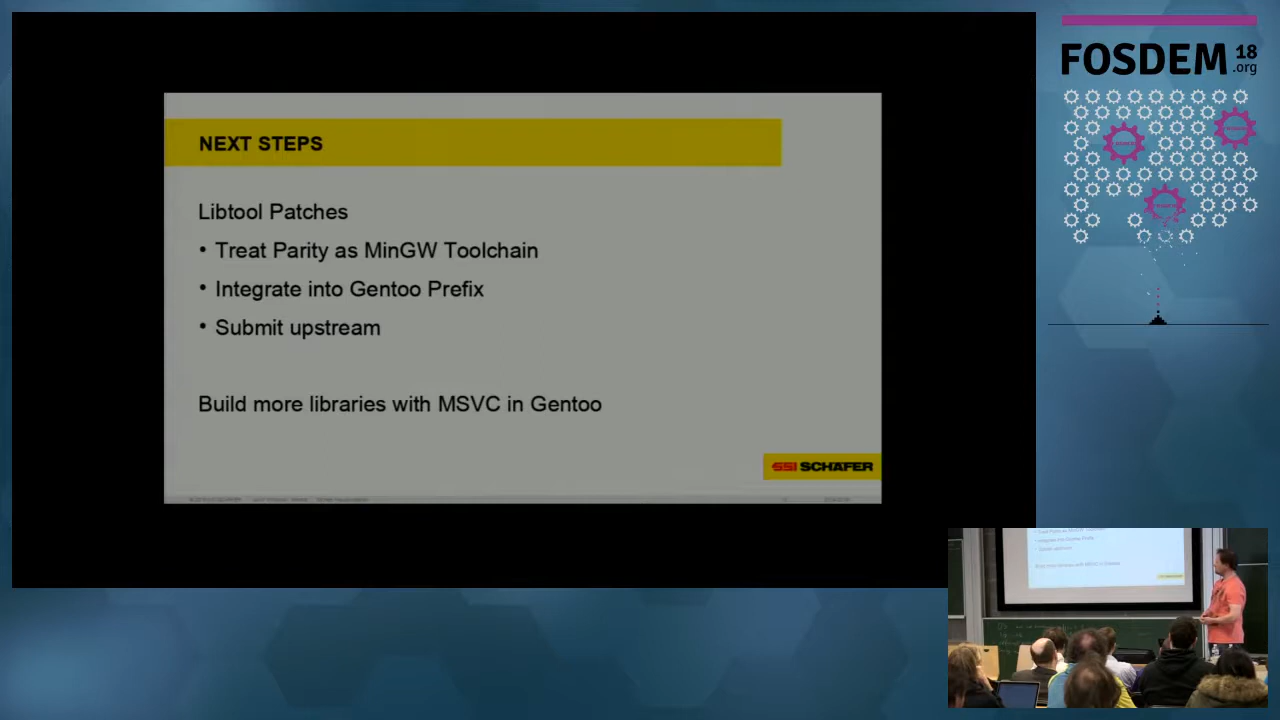 NEXT STEPS
Libtool Patches
• Treat Parity as MinGW Toolchain
• Integrate into Gentoo Prefix
• Submit upstream
Build more libraries with MSVC in Gentoo
SSI SCHÄFER
FOSDEM 18
.org